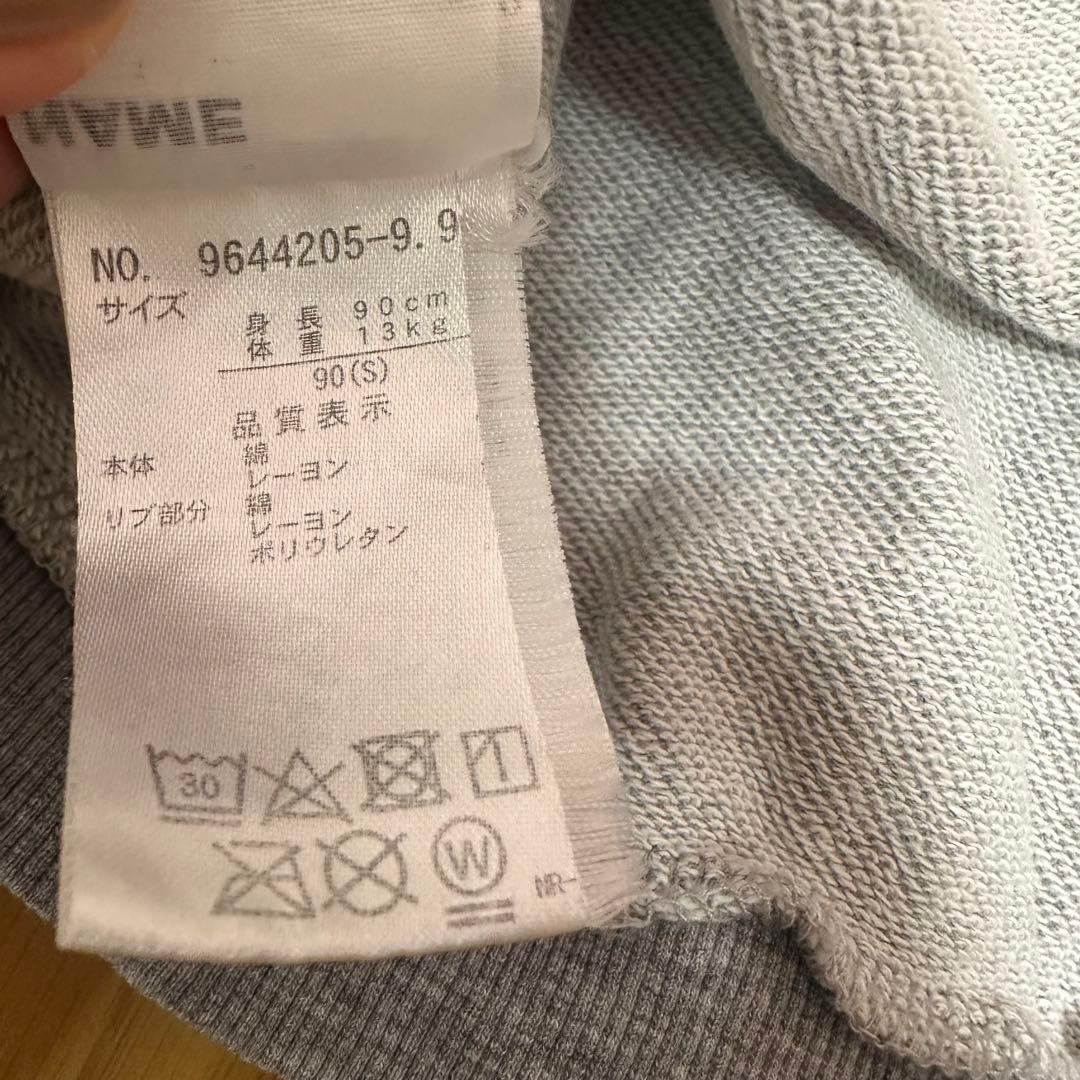 NAME
NO. 9644205-9.9
サイズ
身長 90cm
体重 13kg
90(S)
品質表示
本体 綿
レーヨン
リブ部分 綿
レーヨン
ポリウレタン
30
W